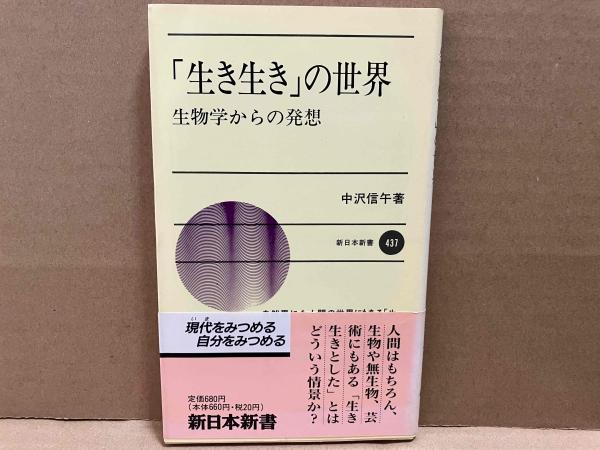 「生き生き」の世界
生物学からの発想
中沢信午著
新日本新書 437
いま
現代をみつめる
自分をみつめる
定価680円
(本体660円・税20円)
新日本新書
人間はもちろん、
生物や無生物、芸
術にもある「生き
生きとした」とは
どういう情景か?